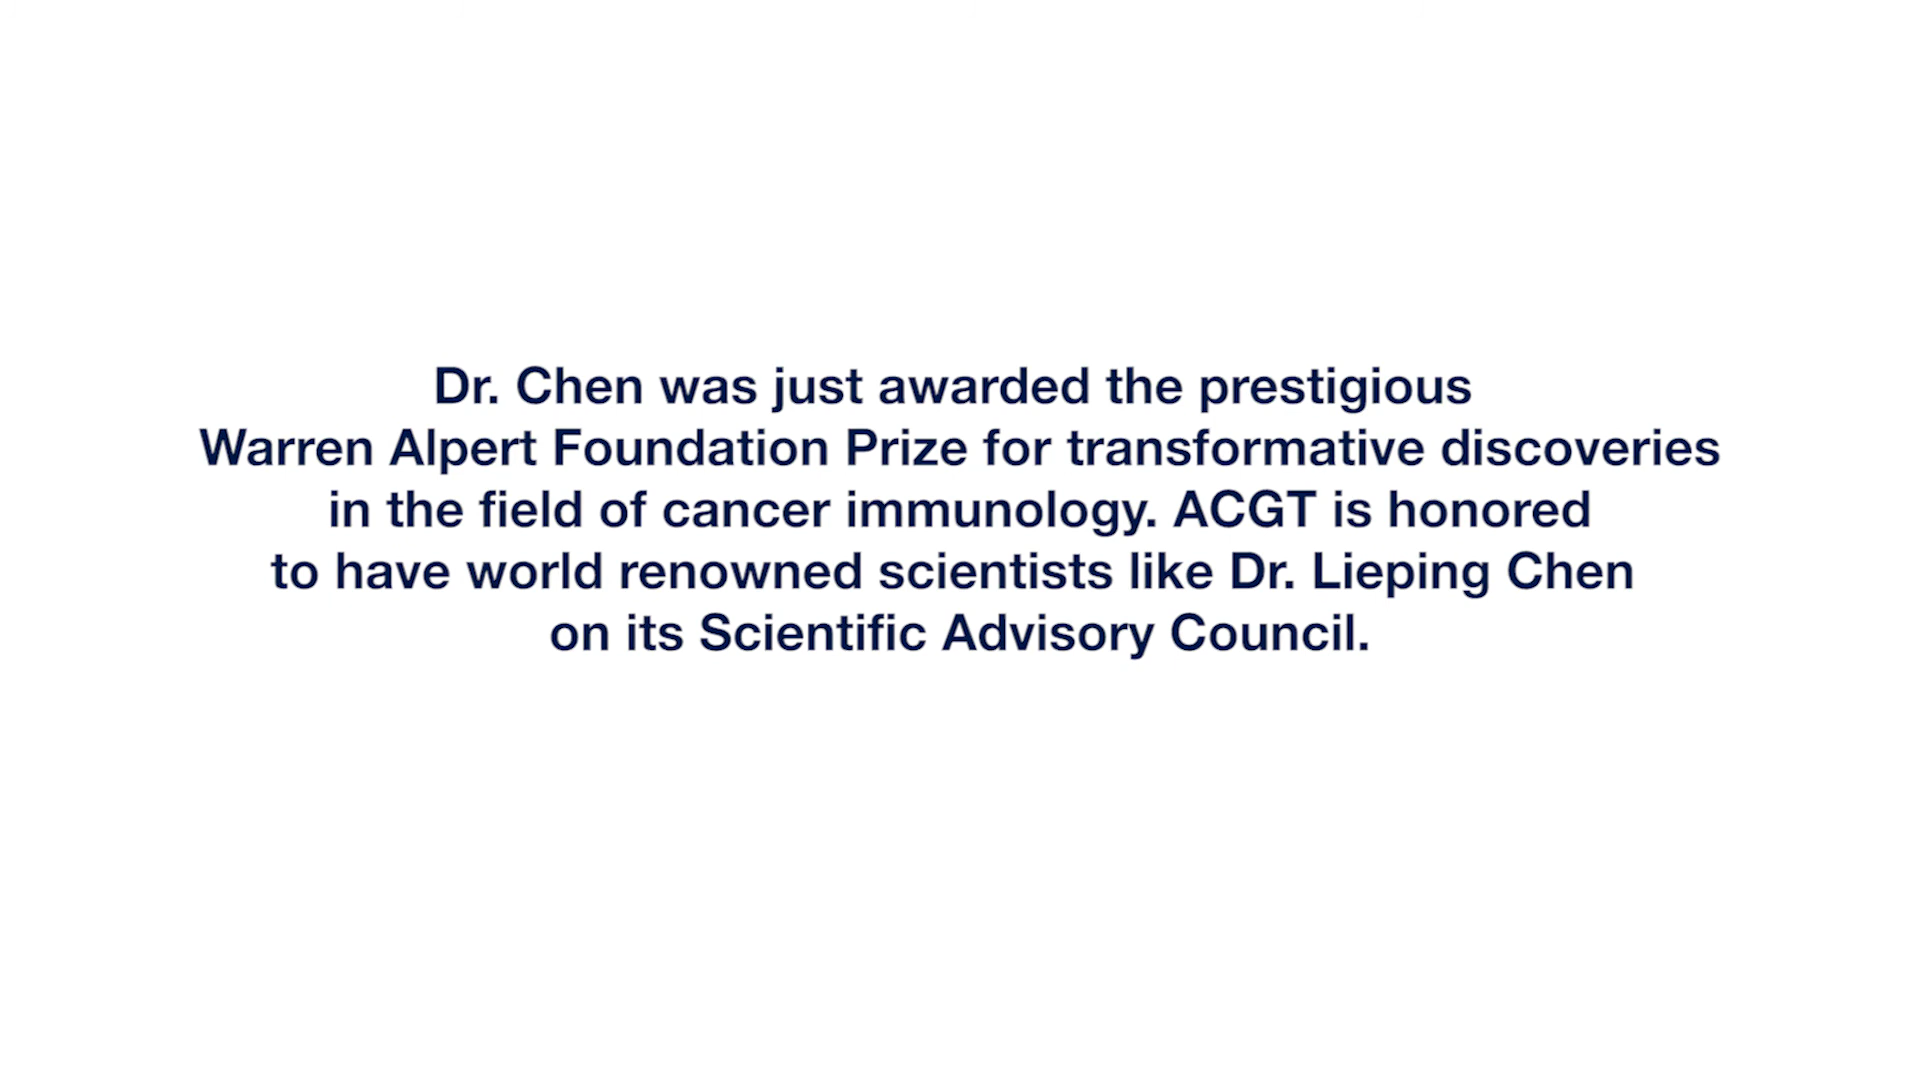 Dr. Chen was just awarded the prestigious
Warren Alpert Foundation Prize for transformative discoveries
in the field of cancer immunology. ACGT is honored
to have world renowned scientists like Dr. Lieping Chen
on its Scientific Advisory Council.